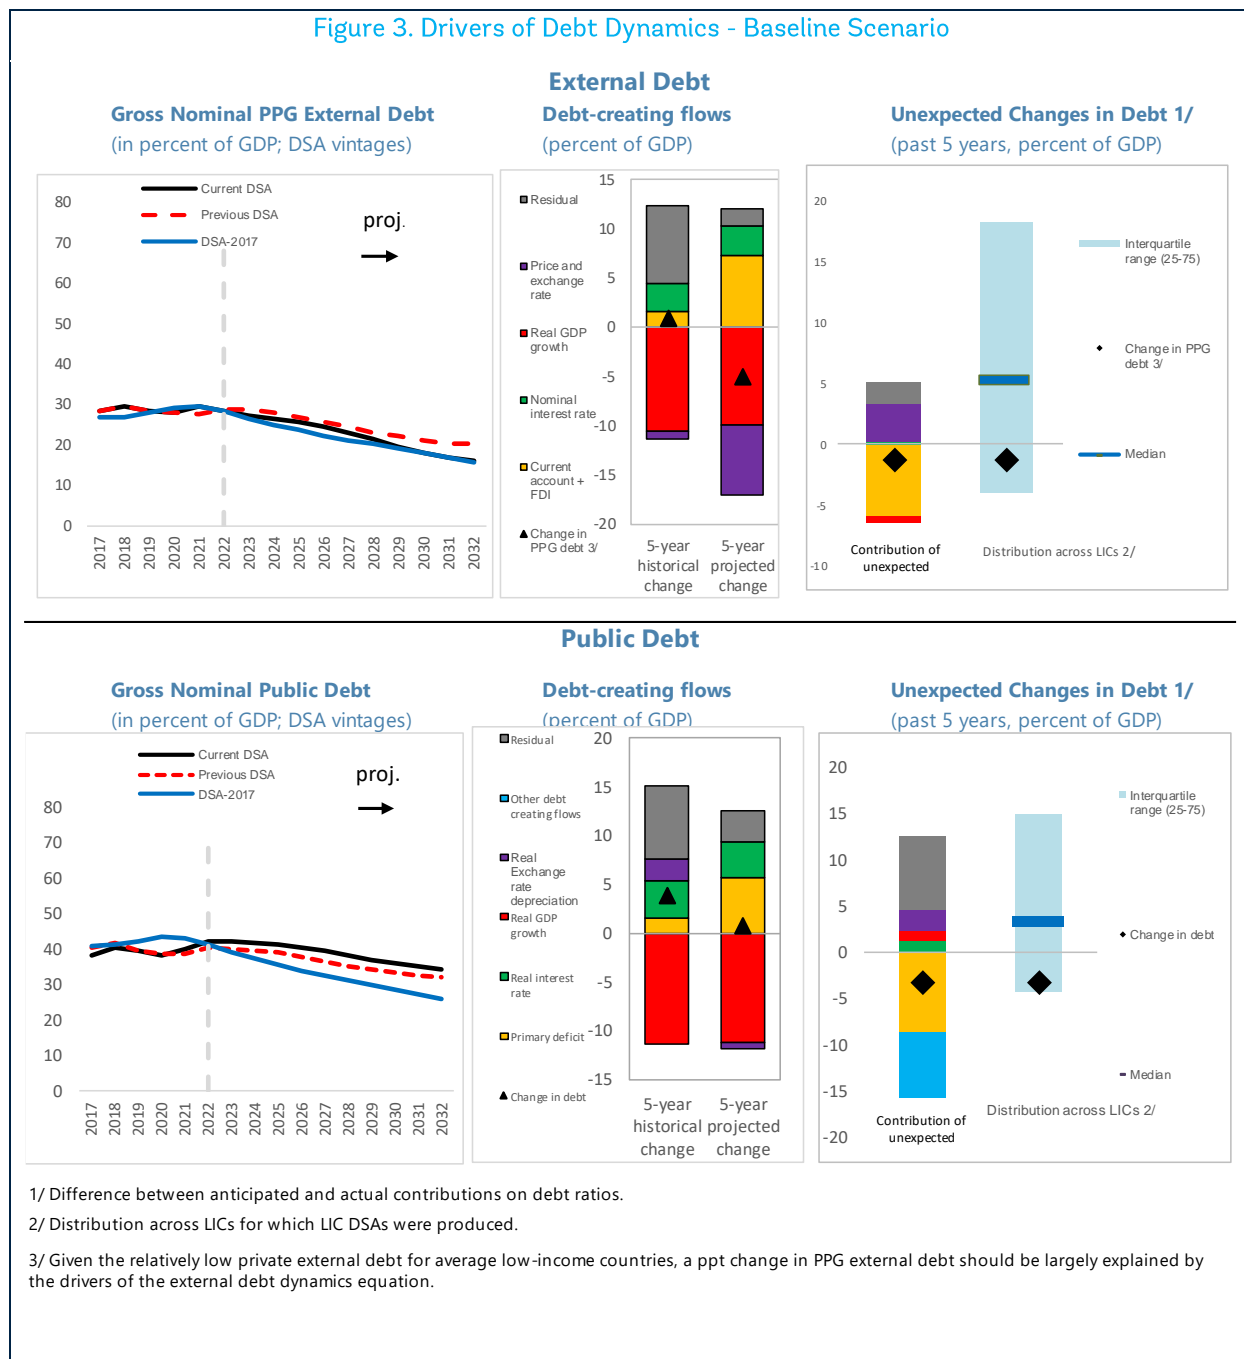 Figure 3. Drivers of Debt Dynamics - Baseline Scenario
External Debt
Gross Nominal PPG External Debt
(in percent of GDP; DSA vintages)
Current DSA
Previous DSA
DSA-2017
proj.
80
70
60
50
40
30
20
10
0
2017
2018
2019
2020
2021
2022
2023
2024
2025
2026
2027
2028
2029
2030
2031
2032
Debt-creating flows
(percent of GDP)
Residual
Price and
exchange
rate
Real GDP
growth
Nominal
interest rate
Current
account +
FDI
Change in
PPG debt 3/
15
10
5
0
-5
-10
-15
-20
5-year
historical
change
5-year
projected
change
Unexpected Changes in Debt 1/
(past 5 years, percent of GDP)
20
15
10
5
0
-5
-10
Interquartile
range (25-75)
Change in PPG
debt 3/
Median
Contribution of
unexpected
Distribution across LICs 2/
Public Debt
Gross Nominal Public Debt
(in percent of GDP; DSA vintages)
Current DSA
Previous DSA
DSA-2017
proj.
80
70
60
50
40
30
20
10
0
2017
2018
2019
2020
2021
2022
2023
2024
2025
2026
2027
2028
2029
2030
2031
2032
Debt-creating flows
(percent of GDP)
Residual
Other debt
creating flows
Real
Exchange
rate
depreciation
Real GDP
growth
Real interest
rate
Primary deficit
Change in debt
20
15
10
5
0
-5
-10
-15
5-year
historical
change
5-year
projected
change
Unexpected Changes in Debt 1/
(past 5 years, percent of GDP)
20
15
10
5
0
-5
-10
-15
-20
Interquartile
range (25-75)
Change in debt
Median
Contribution of
unexpected
Distribution across LICs 2/
1/ Difference between anticipated and actual contributions on debt ratios.
2/ Distribution across LICs for which LIC DSAs were produced.
3/ Given the relatively low private external debt for average low-income countries, a ppt change in PPG external debt should be largely explained by
the drivers of the external debt dynamics equation.